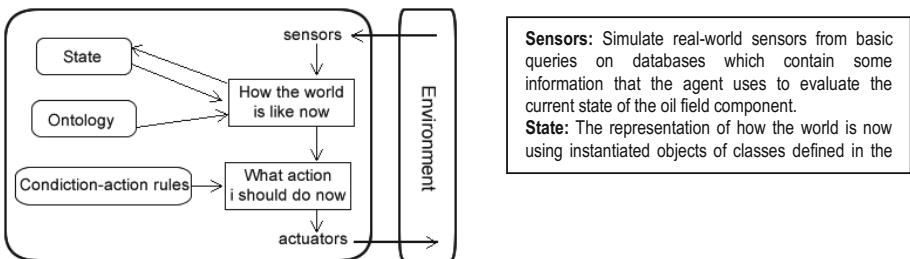 sensors
State
How the world
is like now
Ontology
Environment
What action
i should do now
Condiction-action rules
actuators
Sensors: Simulate real-world sensors from basic
queries on databases which contain some
information that the agent uses to evaluate the
current state of the oil field component.
State: The representation of how the world is now
using instantiated objects of classes defined in the